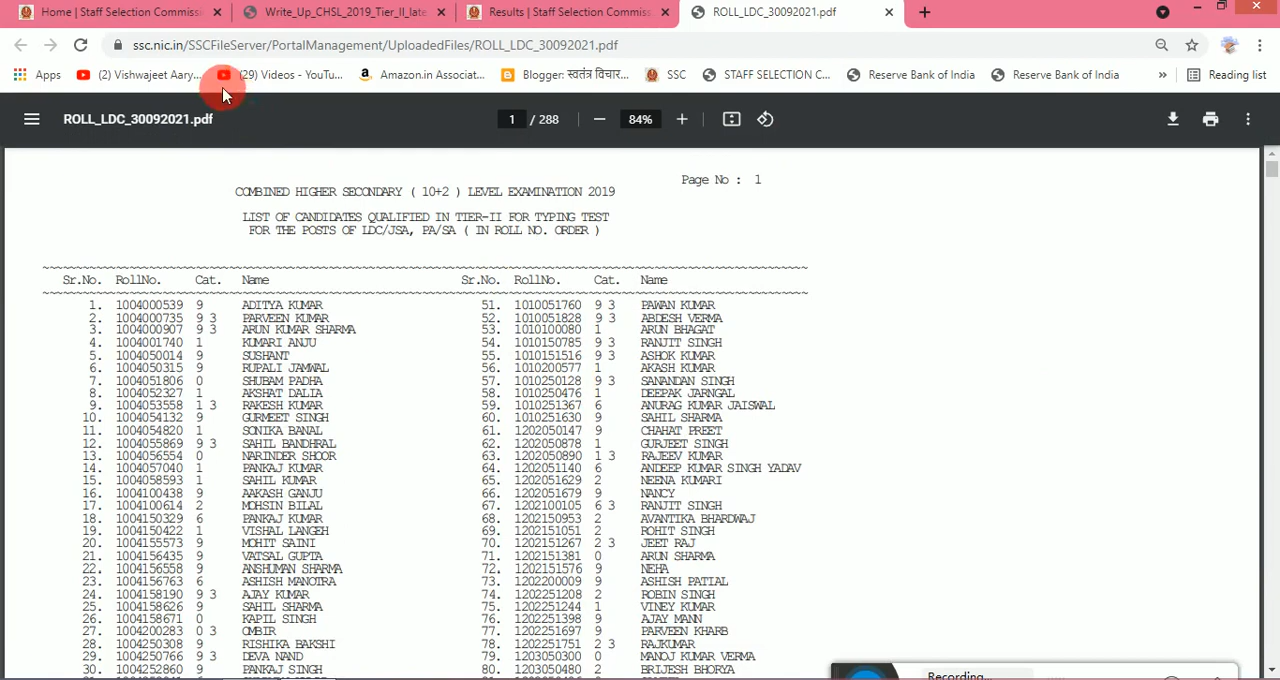 Home | Staff Selection Commissi
Write_Up_CHSL_2019_Tier_II_late
Results | Staff Selection Commiss
ROLL_LDC_30092021.pdf
ssc.nic.in/SSCFileServer/PortalManagement/UploadedFiles/ROLL_LDC_30092021.pdf
Apps (2) Vishwajeet Aary... (29) Videos - YouTu... Amazon.in Associat... Blogger: स्वतंत्र विचार... SSC STAFF SELECTION C... Reserve Bank of India Reserve Bank of India » Reading list
ROLL_LDC_30092021.pdf 1 / 288 84%
Page No : 1
COMBINED HIGHER SECONDARY ( 10+2 ) LEVEL EXAMINATION 2019
LIST OF CANDIDATES QUALIFIED IN TIER-II FOR TYPING TEST
FOR THE POSTS OF LDC/JSA, PA/SA ( IN ROLL NO. ORDER )
Sr.No. RollNo. Cat. Name Sr.No. RollNo. Cat. Name
1. 1004000539 9 ADITYA KUMAR 51. 1010051760 9 3 PAWAN KUMAR
2. 1004000735 9 3 PARVEEN KUMAR 52. 1010051828 9 3 ABDESH VERMA
3. 1004000907 9 3 ARUN KUMAR SHARMA 53. 1010100080 1 ARUN BHAGAT
4. 1004001740 1 KUMARI ANJU 54. 1010150785 9 3 RANJIT SINGH
5. 1004050014 9 SUSHANT 55. 1010151516 9 3 ASHOK KUMAR
6. 1004050315 9 RUPALI JAMWAL 56. 1010200577 1 AKASH KUMAR
7. 1004051806 0 SHUBAM PADHA 57. 1010250128 9 3 SANANDAN SINGH
8. 1004052327 1 AKSHAT DALIA 58. 1010250476 1 DEEPAK JARNGAL
9. 1004053558 1 3 RAKESH KUMAR 59. 1010251367 6 ANURAG KUMAR JAISWAL
10. 1004054132 9 GURMEET SINGH 60. 1010251630 9 SAHIL SHARMA
11. 1004054820 1 SONIKA BANAL 61. 1202050147 9 CHAHAT PREET
12. 1004055869 9 3 SAHIL BANDHRAL 62. 1202050878 1 GURJEET SINGH
13. 1004056554 0 NARINDER SHOOR 63. 1202050890 1 3 RAJEEV KUMAR
14. 1004057040 1 PANKAJ KUMAR 64. 1202051140 6 ANDEEP KUMAR SINGH YADAV
15. 1004058593 1 SAHIL KUMAR 65. 1202051629 2 NEENA KUMARI
16. 1004100438 9 AAKASH GANJU 66. 1202051679 9 NANCY
17. 1004100614 2 MOHSIN BILAL 67. 1202100105 6 3 RANJIT SINGH
18. 1004150329 6 PANKAJ KUMAR 68. 1202150953 2 AVANTIKA BHARDWAJ
19. 1004150422 1 VISHAL LANGEH 69. 1202151051 2 ROHIT SINGH
20. 1004155573 9 MOHIT SAINI 70. 1202151267 2 3 JEET RAJ
21. 1004156435 9 VATSAL GUPTA 71. 1202151381 0 ARUN SHARMA
22. 1004156558 9 ANSHUMAN SHARMA 72. 1202151576 9 NEHA
23. 1004156763 6 ASHISH MANOTRA 73. 1202200009 9 ASHISH PATIAL
24. 1004158190 9 3 AJAY KUMAR 74. 1202251208 2 ROBIN SINGH
25. 1004158626 9 SAHIL SHARMA 75. 1202251244 1 VINEY KUMAR
26. 1004158671 0 KAPIL SINGH 76. 1202251398 9 AJAY MANN
27. 1004200283 0 3 OMBIR 77. 1202251697 9 PARVEEN KHARB
28. 1004250308 9 RISHIKA BAKSHI 78. 1202251751 2 3 RAJKUMAR
29. 1004250766 9 3 DEVA NAND 79. 1203050300 0 MANOJ KUMAR VERMA
30. 1004252860 9 PANKAJ SINGH 80. 1203050480 2 BRIJESH BHORYA
Recording...